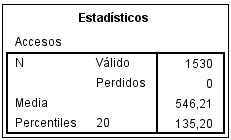 Estadísticos
Accesos
N Válido 1530
Perdidos 0
Media 546,21
Percentiles 20 135,20